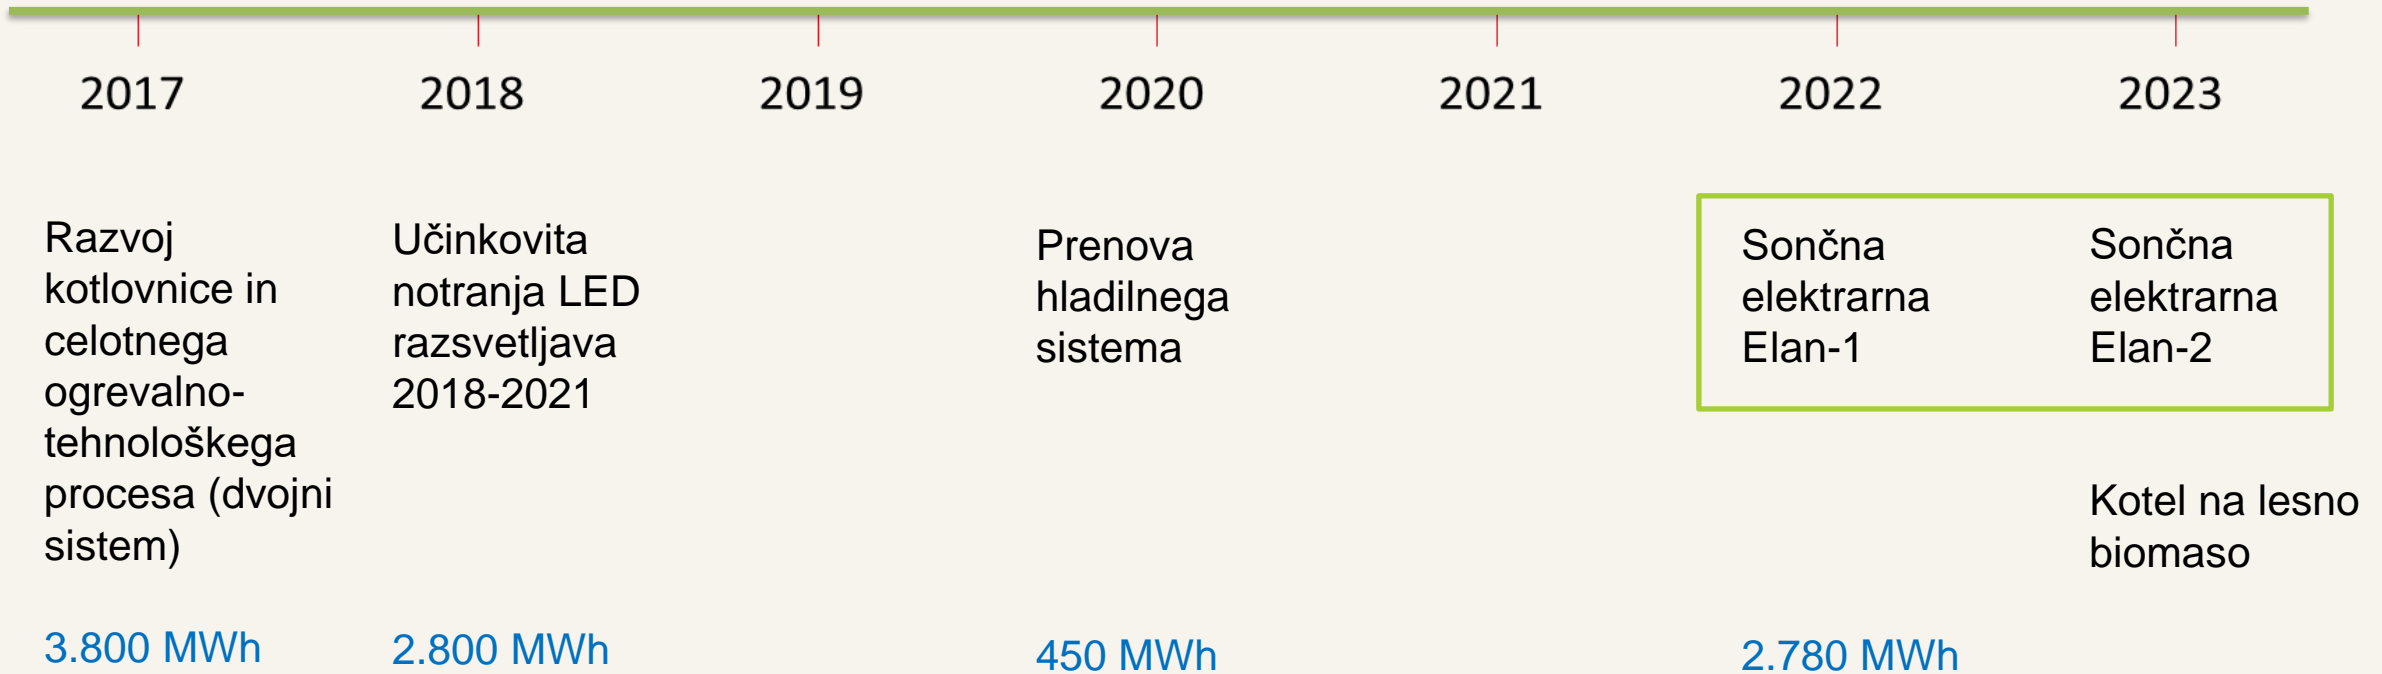 2017
2018
2019
2020
2021
2022
2023
Razvoj
kotlovnice in
celotnega
ogrevalno-
tehnološkega
procesa (dvojni
sistem)
3.800 MWh
Učinkovita
notranja LED
razsvetljava
2018-2021
2.800 MWh
Prenova
hladilnega
sistema
450 MWh
Sončna
elektrarna
Elan-1
2.780 MWh
Sončna
elektrarna
Elan-2
Kotel na lesno
biomaso